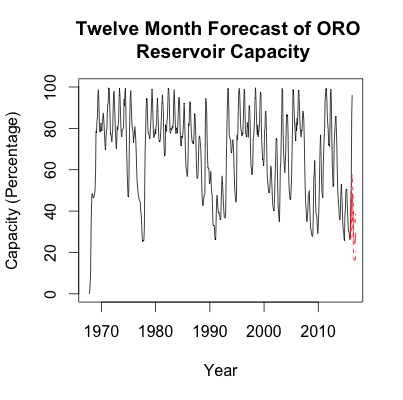 Twelve Month Forecast of ORO
Reservoir Capacity
Capacity (Percentage)
100
80
60
40
20
0
1970 1980 1990 2000 2010
Year